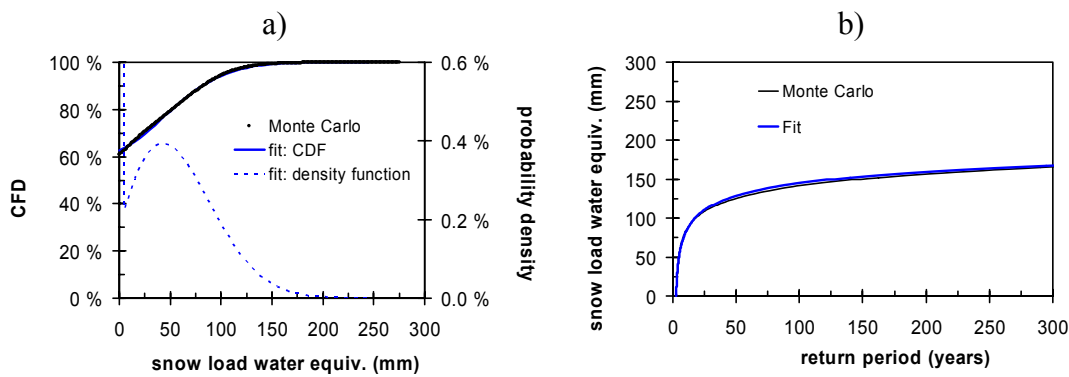 a)
100 %
80 %
60 %
40 %
20 %
0 %
CFD
0.6 %
0.4 %
0.2 %
0.0 %
probability density
Monte Carlo
fit: CDF
fit: density function
0 50 100 150 200 250 300
snow load water equiv. (mm)
b)
300
250
200
150
100
50
0
snow load water equiv. (mm)
Monte Carlo
Fit
0 50 100 150 200 250 300
return period (years)